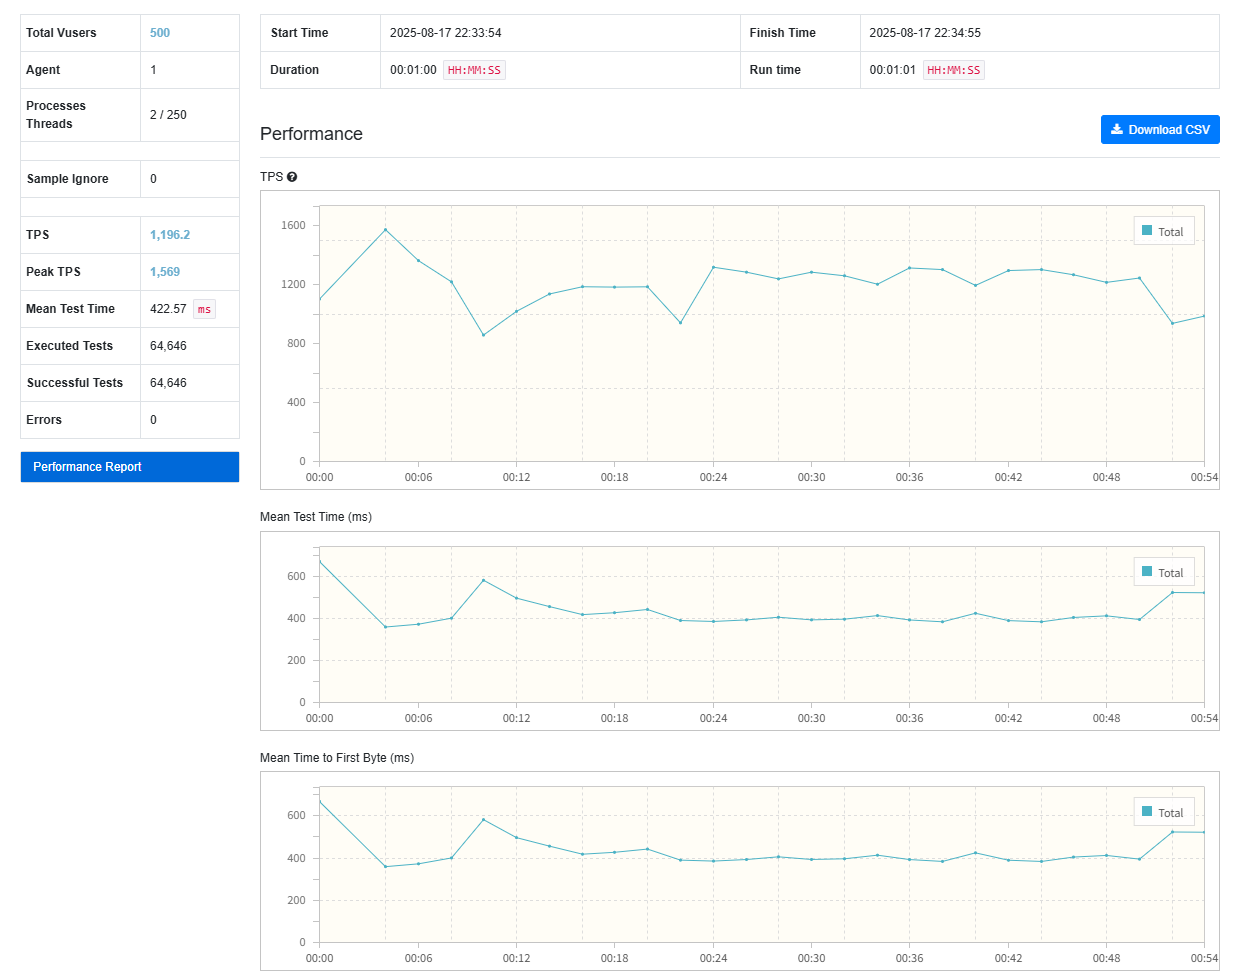 Total Vusers 500
Agent 1
Processes
Threads 2 / 250
Sample Ignore 0
TPS 1,196.2
Peak TPS 1,569
Mean Test Time 422.57 ms
Executed Tests 64,646
Successful Tests 64,646
Errors 0
Performance Report
Start Time 2025-08-17 22:33:54 Finish Time 2025-08-17 22:34:55
Duration 00:01:00 HH:MM:SS Run time 00:01:01 HH:MM:SS
Performance Download CSV
TPS
Total
1600
1200
800
400
0
00:00 00:06 00:12 00:18 00:24 00:30 00:36 00:42 00:48 00:54
Mean Test Time (ms)
Total
600
400
200
0
00:00 00:06 00:12 00:18 00:24 00:30 00:36 00:42 00:48 00:54
Mean Time to First Byte (ms)
Total
600
400
200
0
00:00 00:06 00:12 00:18 00:24 00:30 00:36 00:42 00:48 00:54